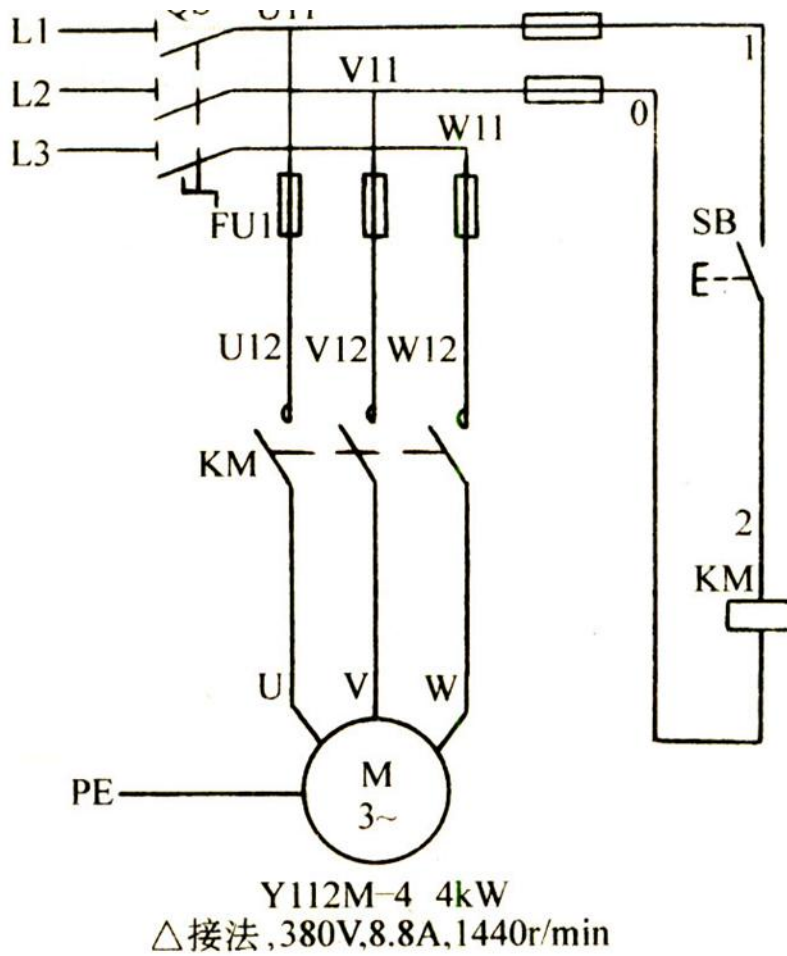 L1
U11
1
L2
V11
0
L3
W11
FU1
SB
U12
V12
W12
KM
2
KM
U
V
W
M
3~
PE
Y112M-4 4kW
△接法,380V,8.8A,1440r/min